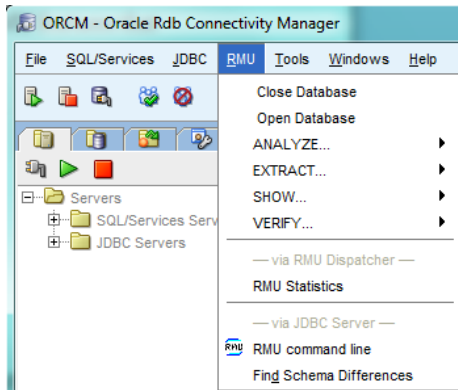 ORCM - Oracle Rdb Connectivity Manager
File SQL/Services JDBC RMU Tools Windows Help
Close Database
Open Database
ANALYZE...
EXTRACT...
SHOW...
VERIFY...
— via RMU Dispatcher —
RMU Statistics
— via JDBC Server —
RMU RMU command line
Find Schema Differences
Servers
SQL/Services Serv
JDBC Servers